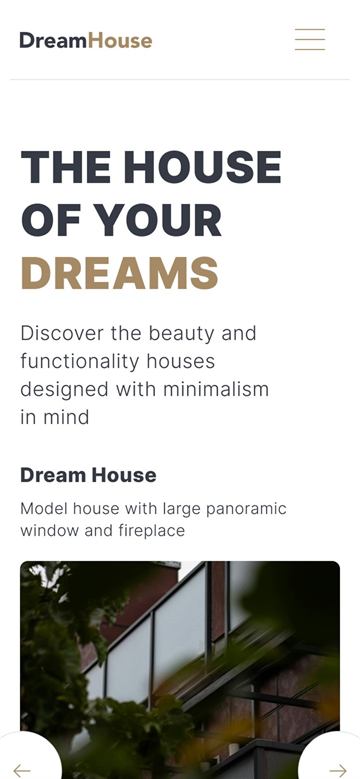 DreamHouse
THE HOUSE
OF YOUR
DREAMS
Discover the beauty and
functionality houses
designed with minimalism
in mind
Dream House
Model house with large panoramic
window and fireplace